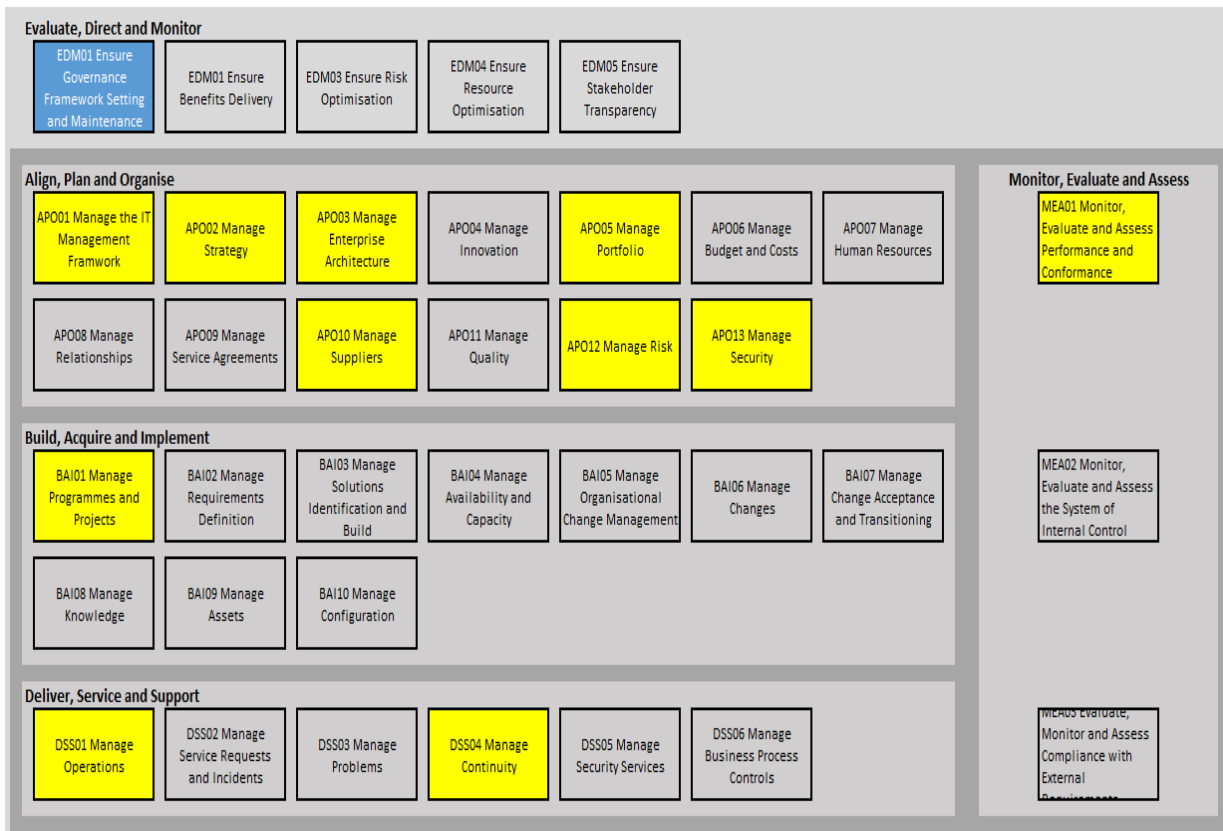 Evaluate, Direct and Monitor
EDM01 Ensure
Governance
Framework Setting
and Maintenance
EDM01 Ensure
Benefits Delivery
EDM03 Ensure Risk
Optimisation
EDM04 Ensure
Resource
Optimisation
EDM05 Ensure
Stakeholder
Transparency
Align, Plan and Organise
APO01 Manage the IT
Management
Framwork
APO02 Manage
Strategy
APO03 Manage
Enterprise
Architecture
APO04 Manage
Innovation
APO05 Manage
Portfolio
APO06 Manage
Budget and Costs
APO07 Manage
Human Resources
APO08 Manage
Relationships
APO09 Manage
Service Agreements
APO10 Manage
Suppliers
APO11 Manage
Quality
APO12 Manage Risk
APO13 Manage
Security
Monitor, Evaluate and Assess
MEA01 Monitor,
Evaluate and Assess
Performance and
Conformance
Build, Acquire and Implement
BAI01 Manage
Programmes and
Projects
BAI02 Manage
Requirements
Definition
BAI03 Manage
Solutions
Identification and
Build
BAI04 Manage
Availability and
Capacity
BAI05 Manage
Organisational
Change Management
BAI06 Manage
Changes
BAI07 Manage
Change Acceptance
and Transitioning
BAI08 Manage
Knowledge
BAI09 Manage
Assets
BAI10 Manage
Configuration
MEA02 Monitor,
Evaluate and Assess
the System of
Internal Control
Deliver, Service and Support
DSS01 Manage
Operations
DSS02 Manage
Service Requests
and Incidents
DSS03 Manage
Problems
DSS04 Manage
Continuity
DSS05 Manage
Security Services
DSS06 Manage
Business Process
Controls
MEA03 Evaluate,
Monitor and Assess
Compliance with
External
Requirements